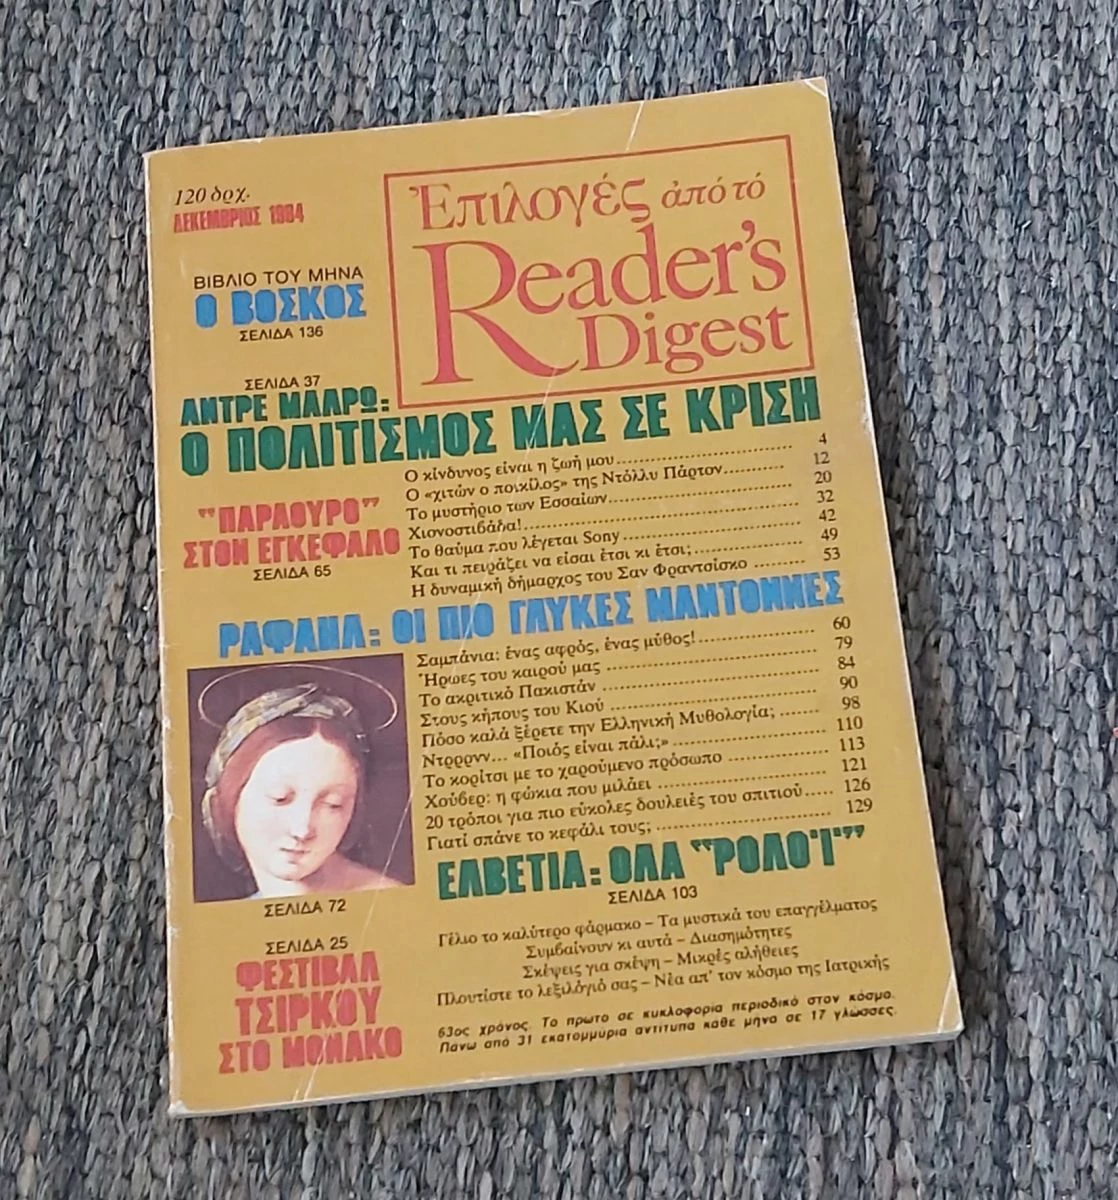 120 δρχ.
ΔΕΚΕΜΒΡΙΟΣ 1984
Ἐπιλογές ἀπό τό
Reader's
Digest
ΒΙΒΛΙΟ ΤΟΥ ΜΗΝΑ
Ο ΒΟΣΚΟΣ
ΣΕΛΙΔΑ 136
ΣΕΛΙΔΑ 37
ΑΝΤΡΕ ΜΑΛΡΩ:
Ο ΠΟΛΙΤΙΣΜΟΣ ΜΑΣ ΣΕ ΚΡΙΣΗ
"ΠΑΡΑΘΥΡΟ"
ΣΤΟΝ ΕΓΚΕΦΑΛΟ
ΣΕΛΙΔΑ 65
Ο κίνδυνος είναι η ζωή μου 4
Ο «χιτών ο ποικίλος» της Ντόλλυ Πάρτον 12
Το μυστήριο των Εσσαίων 20
Χιονοστιβάδα! 32
Το θαύμα που λέγεται Sony 42
Και τι πειράζει να είσαι έτσι κι έτσι; 49
Η δυναμική δήμαρχος του Σαν Φραντσίσκο 53
ΡΑΦΑΗΛ: ΟΙ ΠΙΟ ΓΛΥΚΕΣ ΜΑΝΤΟΝΝΕΣ
Σαμπάνια: ένας αφρός, ένας μύθος! 60
Ήρωες του καιρού μας 79
Το ακριτικό Πακιστάν 84
Στους κήπους του Κιού 90
Πόσο καλά ξέρετε την Ελληνική Μυθολογία; 98
Ντρρρνν... «Ποιός είναι πάλι;» 110
Το κορίτσι με το χαρούμενο πρόσωπο 113
Χούβερ: η φώκια που μιλάει 121
20 τρόποι για πιο εύκολες δουλειές του σπιτιού 126
Γιατί σπάνε το κεφάλι τους; 129
ΣΕΛΙΔΑ 72
ΕΛΒΕΤΙΑ: ΟΛΑ "ΡΟΛΟ'Ι'"
ΣΕΛΙΔΑ 103
ΣΕΛΙΔΑ 25
ΦΕΣΤΙΒΑΛ
ΤΣΙΡΚΟΥ
ΣΤΟ ΜΟΝΑΚΟ
Γέλιο το καλύτερο φάρμακο – Τα μυστικά του επαγγέλματος
Συμβαίνουν κι αυτά – Διασημότητες
Σκέψεις για σκέψη – Μικρές αλήθειες
Πλουτίστε το λεξιλόγιό σας – Νέα απ' τον κόσμο της Ιατρικής
63ος χρόνος. Το πρωτο σε κυκλοφορία περιοδικό στον κόσμο.
Πανω από 31 εκατομμύρια αντίτυπα κάθε μήνα σε 17 γλώσσες.